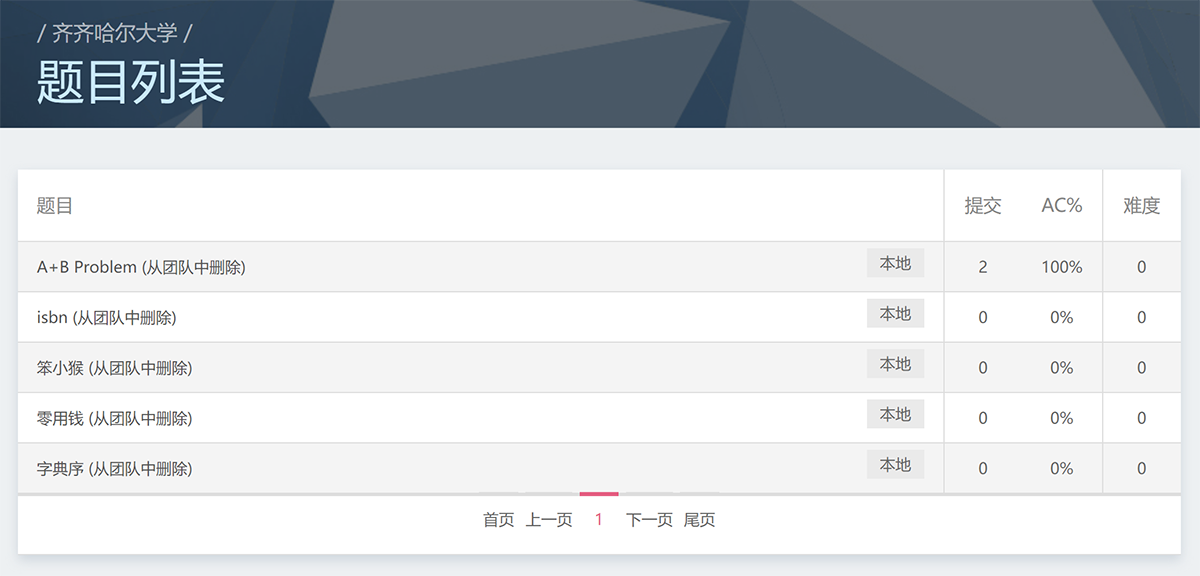 / 齐齐哈尔大学 /
题目列表
题目 提交 AC% 难度
A+B Problem (从团队中删除) 本地 2 100% 0
isbn (从团队中删除) 本地 0 0% 0
笨小猴 (从团队中删除) 本地 0 0% 0
零用钱 (从团队中删除) 本地 0 0% 0
字典序 (从团队中删除) 本地 0 0% 0
首页 上一页 1 下一页 尾页